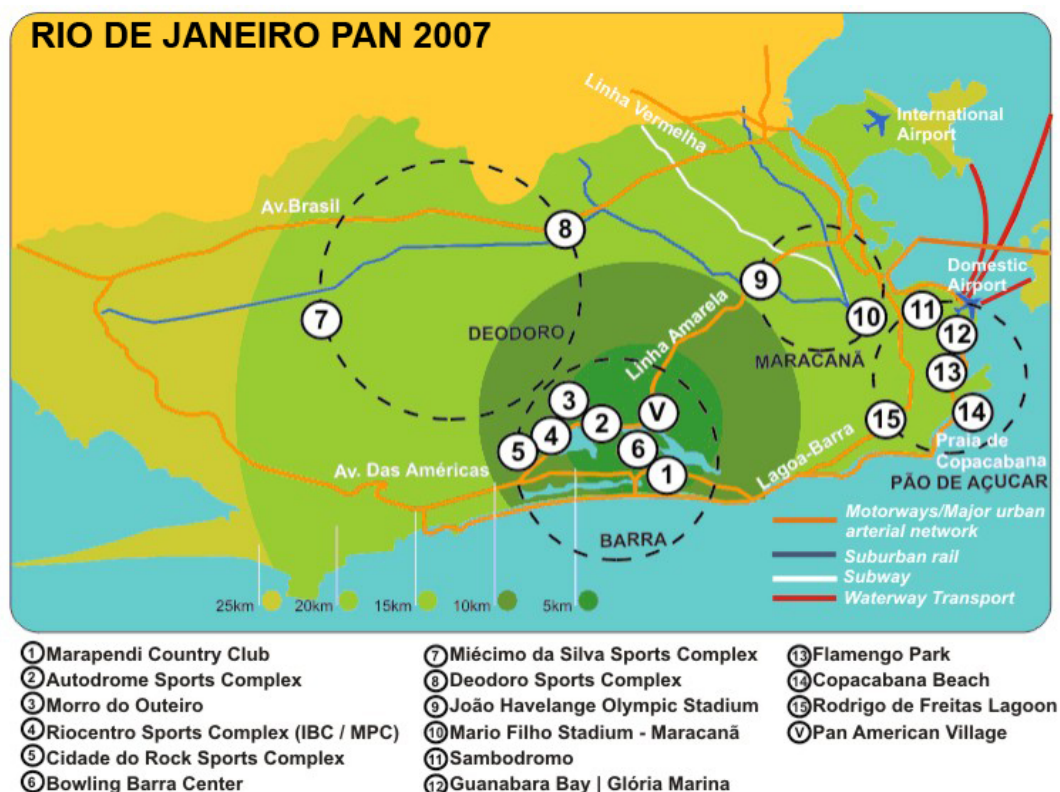 RIO DE JANEIRO PAN 2007
Linha Vermelha
International
Airport
Av.Brasil
8
Domestic
Airport
9
7
DEODORO
Linha Amarela
11
10
12
MARACANÃ
13
3
V
2
14
4
15
5
6
Praia de
Copacabana
1
Lagoa-Barra
Av. Das Américas
PÃO DE AÇUCAR
BARRA
Motorways/Major urban
arterial network
Suburban rail
Subway
Waterway Transport
25km 20km 15km 10km 5km
1 Marapendi Country Club
2 Autodrome Sports Complex
3 Morro do Outeiro
4 Riocentro Sports Complex (IBC / MPC)
5 Cidade do Rock Sports Complex
6 Bowling Barra Center
7 Miécimo da Silva Sports Complex
8 Deodoro Sports Complex
9 João Havelange Olympic Stadium
10 Mario Filho Stadium - Maracanã
11 Sambodromo
12 Guanabara Bay | Glória Marina
13 Flamengo Park
14 Copacabana Beach
15 Rodrigo de Freitas Lagoon
V Pan American Village